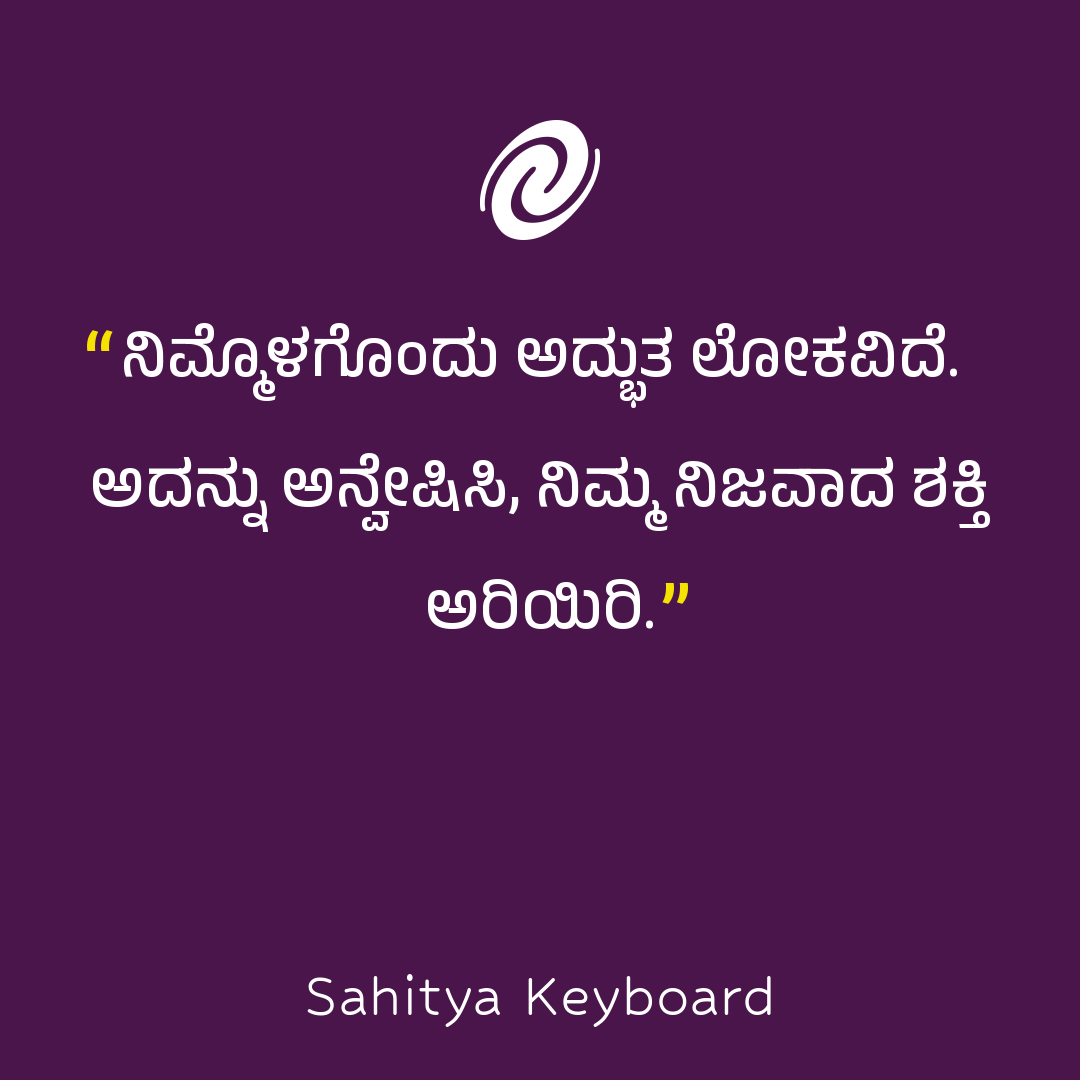 “ನಿಮ್ಮೊಳಗೊಂದು ಅದ್ಭುತ ಲೋಕವಿದೆ.
ಅದನ್ನು ಅನ್ವೇಷಿಸಿ, ನಿಮ್ಮ ನಿಜವಾದ ಶಕ್ತಿ
ಅರಿಯಿರಿ.”
Sahitya Keyboard